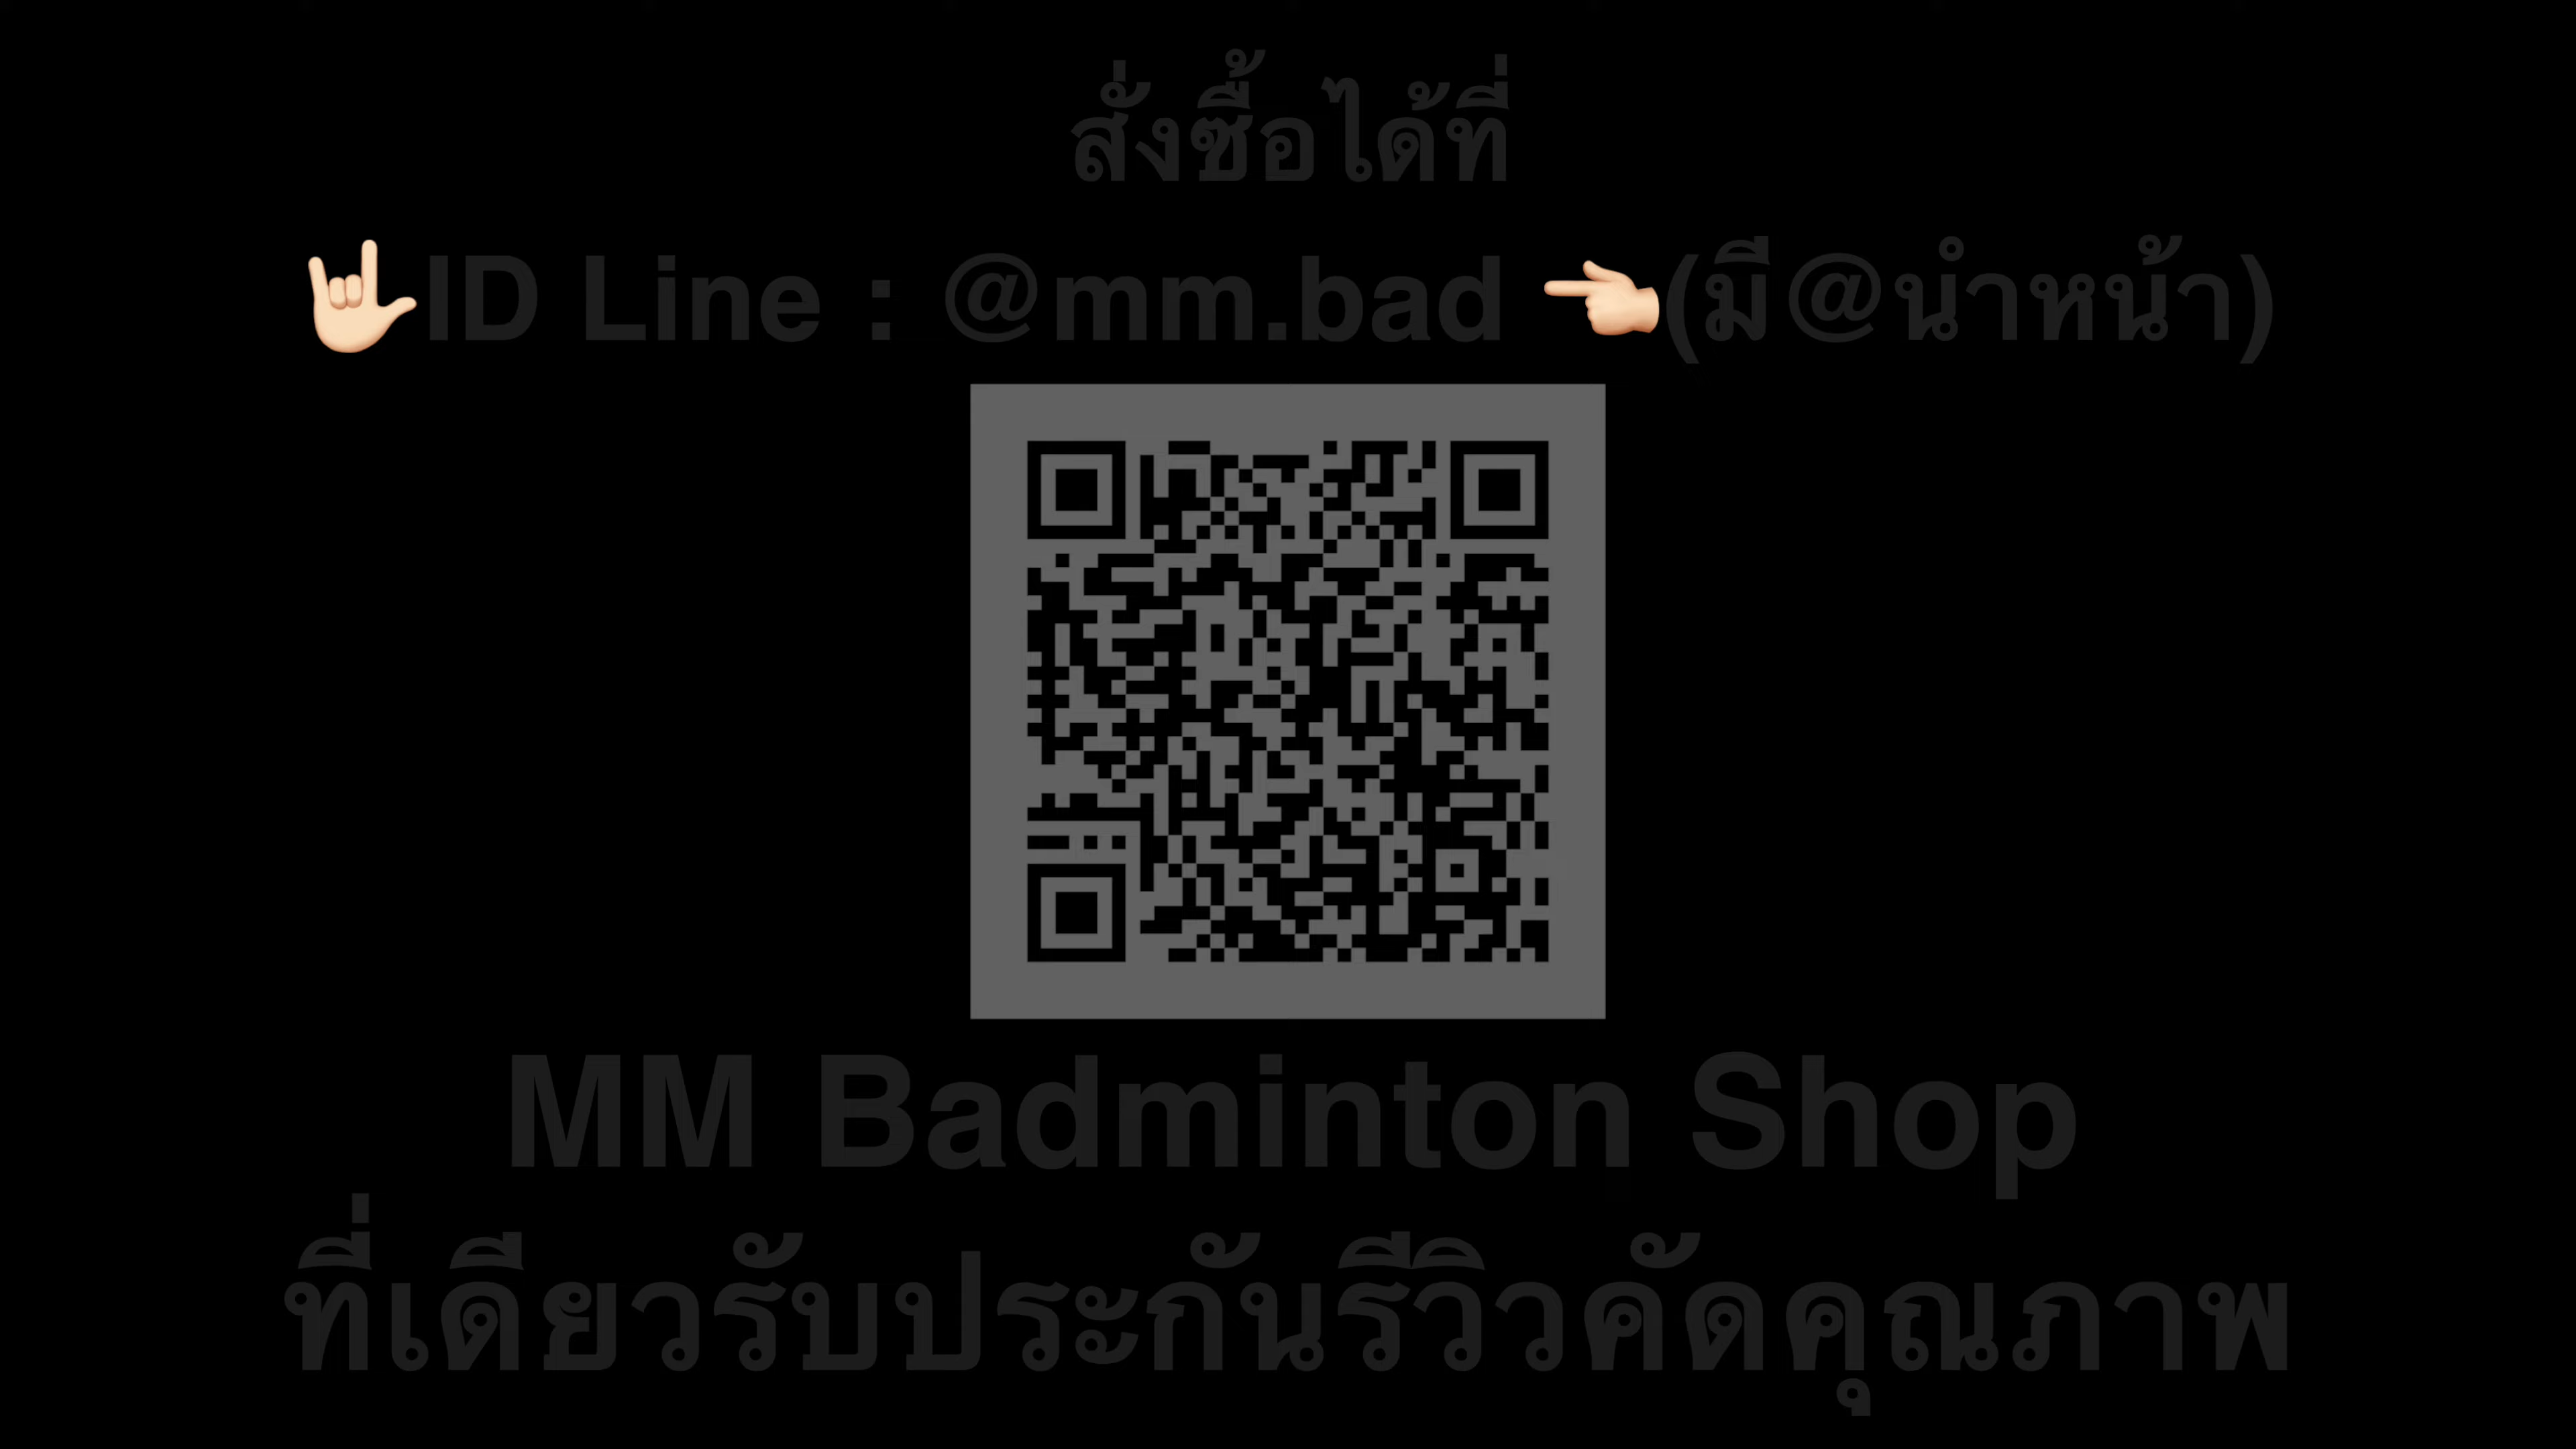 สั่งซื้อได้ที่
🤟🏻ID Line : @mm.bad 👈🏻(มี@นำหน้า)
MM Badminton Shop
ที่เดียวรับประกันรีวิวคัดคุณภาพ